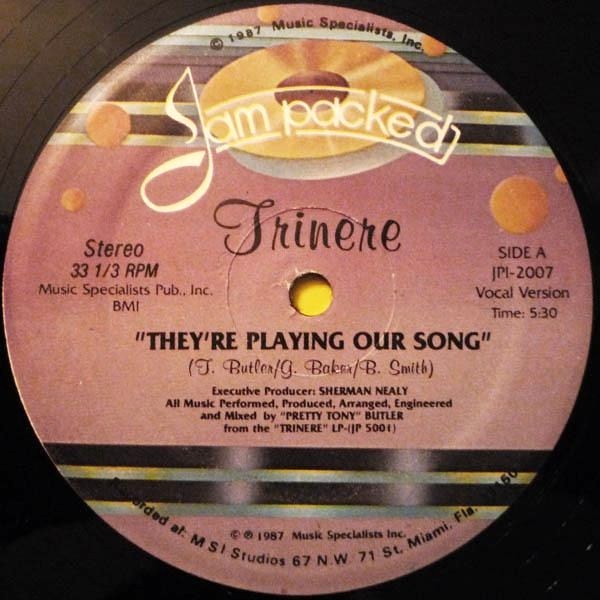 © 1987 Music Specialists, Inc.
Jam packed
Trinere
Stereo
33 1/3 RPM
Music Specialists Pub., Inc.
BMI
SIDE A
JPI-2007
Vocal Version
Time: 5:30
"THEY'RE PLAYING OUR SONG"
(T. Butler/G. Baker/B. Smith)
Executive Producer: SHERMAN NEALY
All Music Performed, Produced, Arranged, Engineered
and Mixed by "PRETTY TONY" BUTLER
from the "TRINERE" LP-(JP 5001)
© ℗ 1987 Music Specialists Inc.
Recorded at: MSI Studios 67 N.W. 71 St. Miami, Fla.